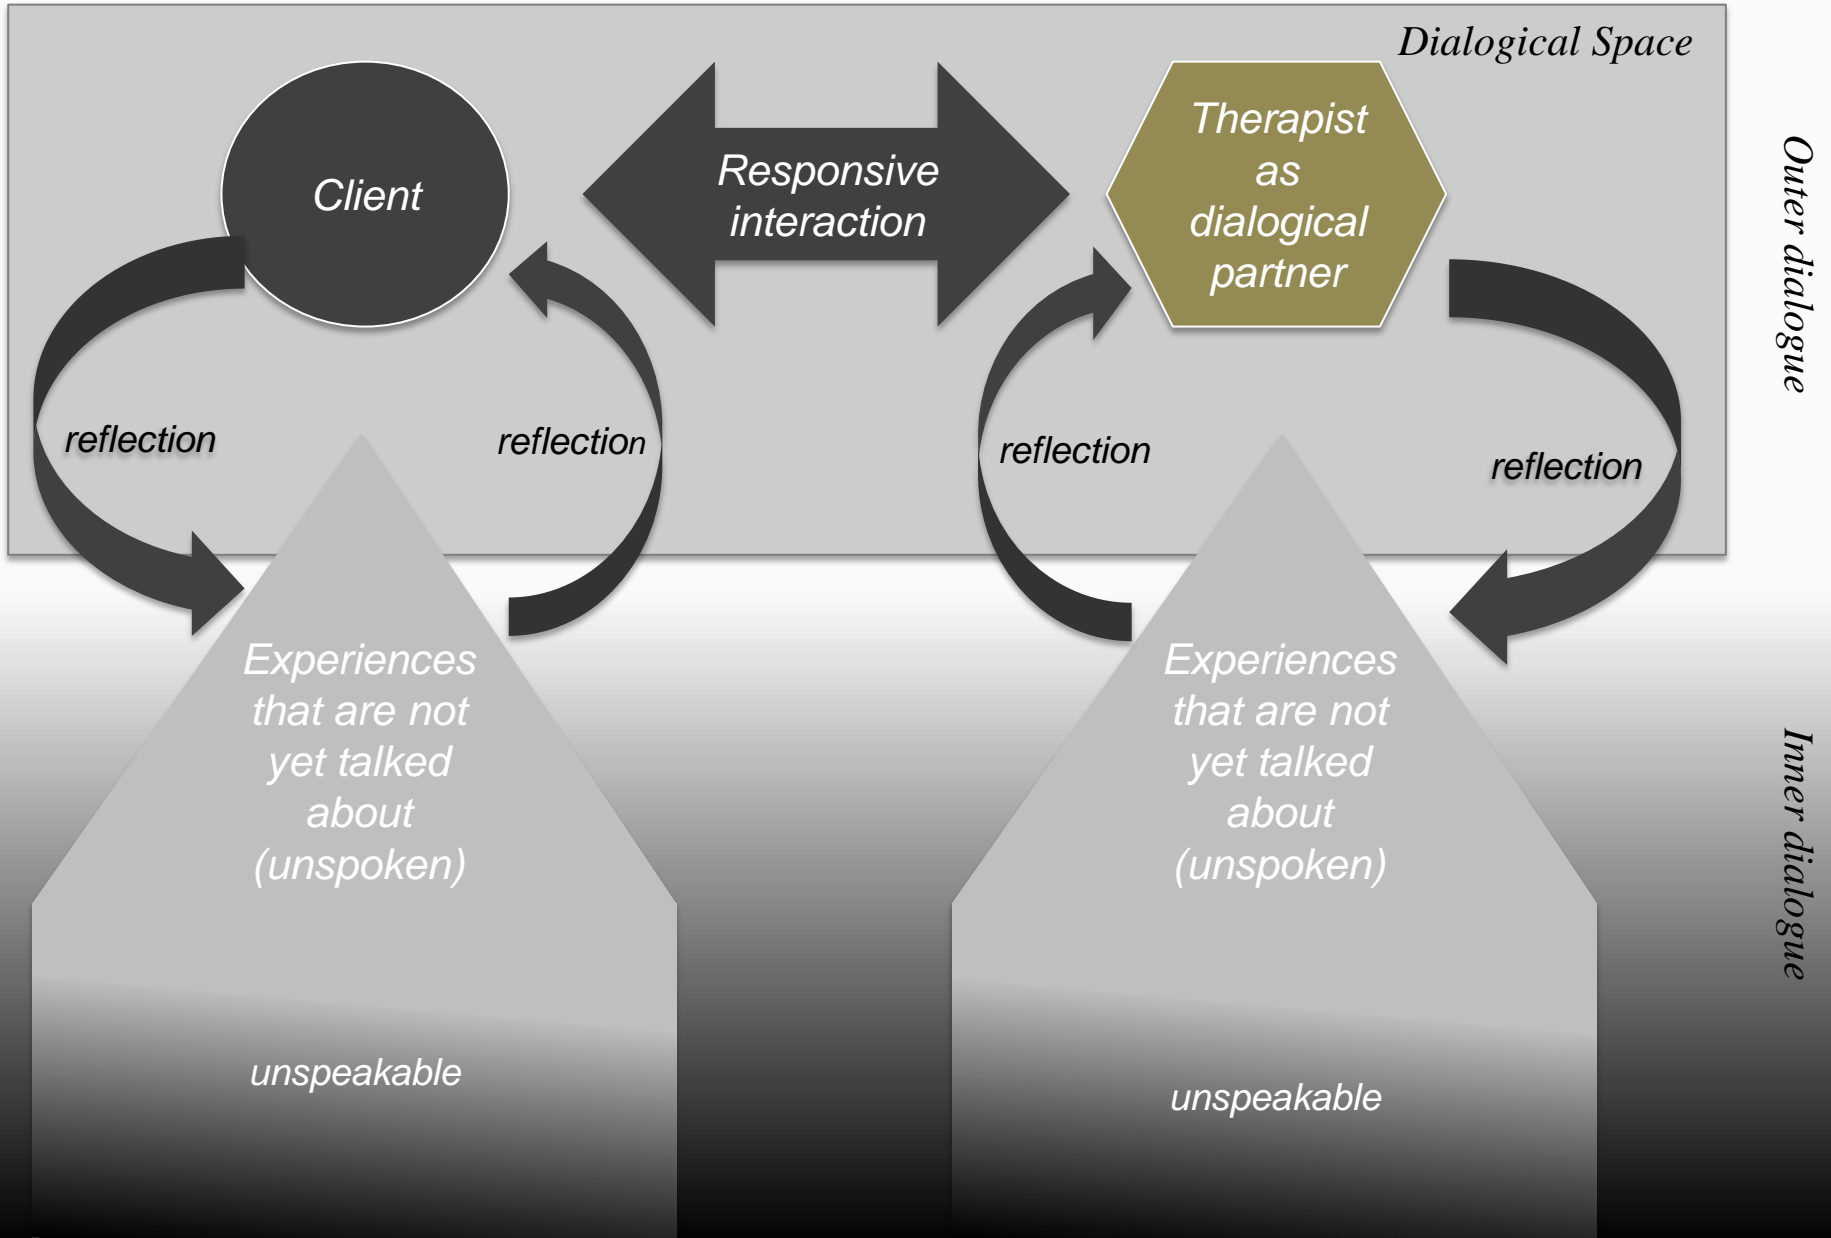 Dialogical Space
Client
Responsive
interaction
Therapist
as
dialogical
partner
Outer dialogue
reflection
reflection
reflection
reflection
Experiences
that are not
yet talked
about
(unspoken)
Experiences
that are not
yet talked
about
(unspoken)
Inner dialogue
unspeakable
unspeakable